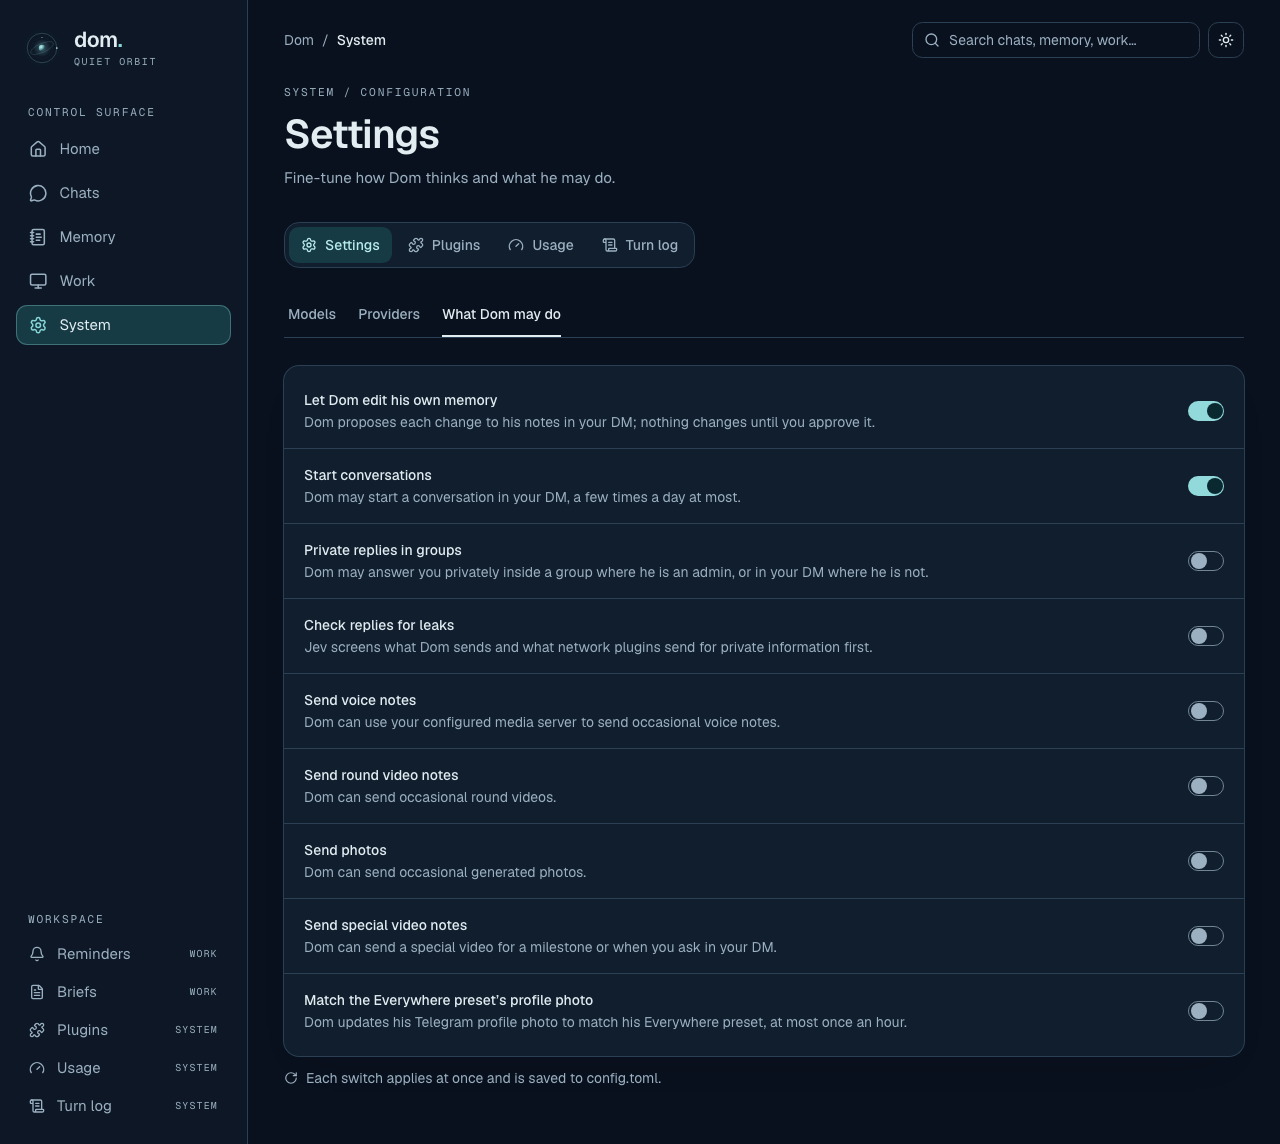 dom.
QUIET ORBIT
CONTROL SURFACE
Home
Chats
Memory
Work
System
WORKSPACE
Reminders WORK
Briefs WORK
Plugins SYSTEM
Usage SYSTEM
Turn log SYSTEM
Dom / System
Search chats, memory, work…
SYSTEM / CONFIGURATION
Settings
Fine-tune how Dom thinks and what he may do.
Settings Plugins Usage Turn log
Models Providers What Dom may do
Let Dom edit his own memory
Dom proposes each change to his notes in your DM; nothing changes until you approve it.
Start conversations
Dom may start a conversation in your DM, a few times a day at most.
Private replies in groups
Dom may answer you privately inside a group where he is an admin, or in your DM where he is not.
Check replies for leaks
Jev screens what Dom sends and what network plugins send for private information first.
Send voice notes
Dom can use your configured media server to send occasional voice notes.
Send round video notes
Dom can send occasional round videos.
Send photos
Dom can send occasional generated photos.
Send special video notes
Dom can send a special video for a milestone or when you ask in your DM.
Match the Everywhere preset's profile photo
Dom updates his Telegram profile photo to match his Everywhere preset, at most once an hour.
Each switch applies at once and is saved to config.toml.